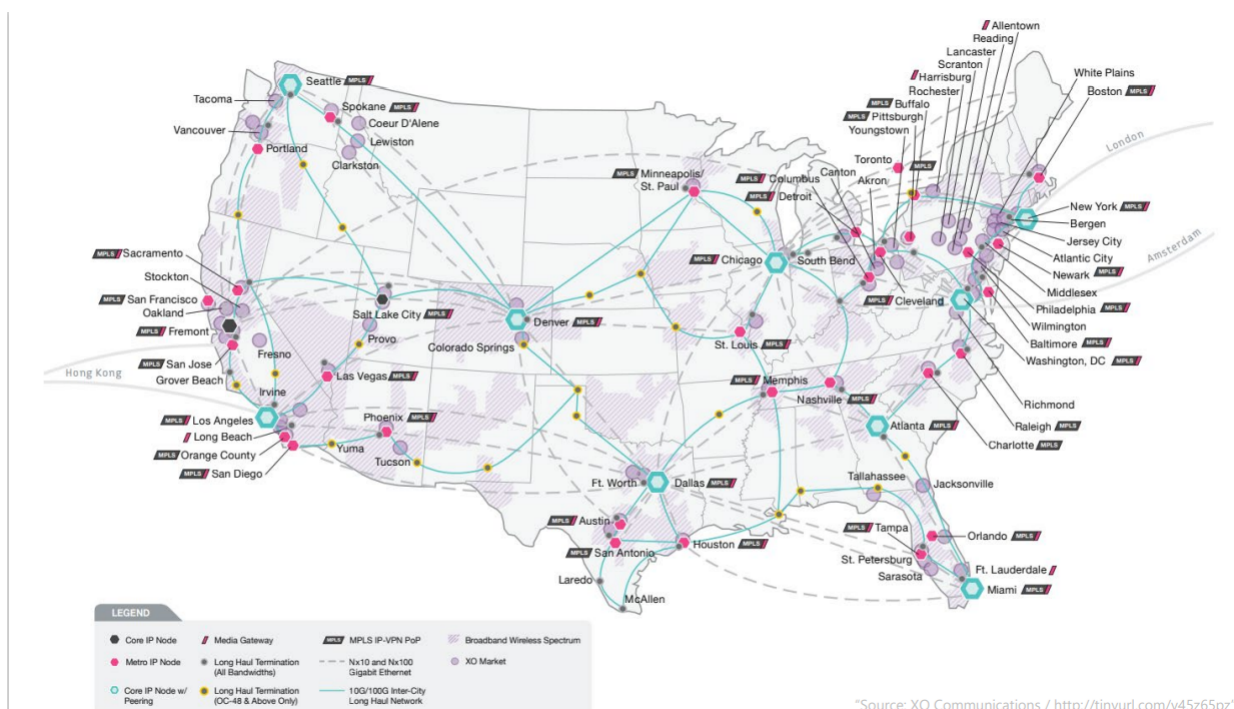 Allentown
Reading
Lancaster
Scranton
Harrisburg
Rochester
White Plains
Boston MPLS
MPLS Buffalo
MPLS Pittsburgh
Youngstown
Toronto MPLS
Canton
Akron
MPLS Columbus
MPLS Detroit
London
Seattle MPLS
Tacoma
Spokane MPLS
Coeur D'Alene
Vancouver
Lewiston
Portland
Clarkston
MPLS Minneapolis/
St. Paul
New York MPLS
Bergen
Jersey City
Atlantic City
Newark MPLS
Middlesex
Philadelphia MPLS
Wilmington
Baltimore MPLS
Washington, DC MPLS
Amsterdam
MPLS Sacramento
Stockton
MPLS San Francisco
Oakland
MPLS Fremont
MPLS San Jose
Fresno
Grover Beach
Hong Kong
Irvine
MPLS Chicago
South Bend
MPLS Cleveland
Salt Lake City MPLS
Provo
Denver MPLS
Colorado Springs
St. Louis MPLS
Las Vegas MPLS
MPLS Memphis
Nashville MPLS
Richmond
Raleigh MPLS
Charlotte MPLS
MPLS Los Angeles
Long Beach
MPLS Orange County
MPLS San Diego
Phoenix MPLS
Yuma
Tucson
Atlanta MPLS
Ft. Worth
Dallas MPLS
Tallahassee
Jacksonville
MPLS Austin
MPLS San Antonio
Houston MPLS
MPLS Tampa
Orlando MPLS
St. Petersburg
Sarasota
Ft. Lauderdale
Miami MPLS
Laredo
McAllen
LEGEND
Core IP Node
Media Gateway
MPLS MPLS IP-VPN PoP
Broadband Wireless Spectrum
Metro IP Node
Long Haul Termination
(All Bandwidths)
Nx10 and Nx100
Gigabit Ethernet
XO Market
Core IP Node w/
Peering
Long Haul Termination
(OC-48 & Above Only)
10G/100G Inter-City
Long Haul Network
"Source: XO Communications / http://tinyurl.com/y45z65pz"